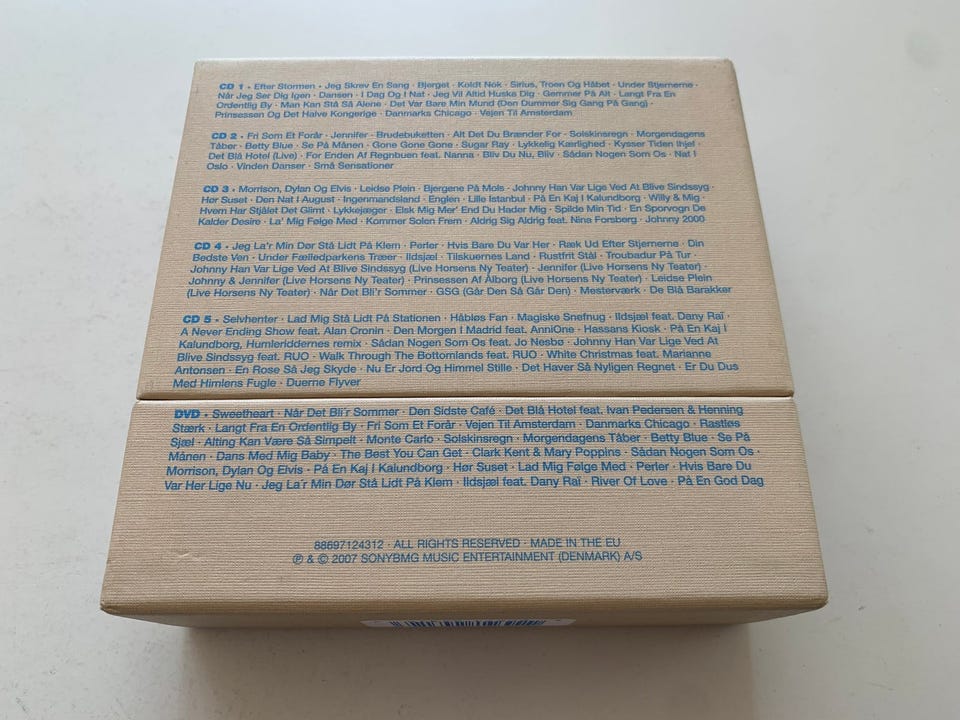 CD 1 • Efter Stormen · Jeg Skrev En Sang · Bjerget · Koldt Nok · Sirius, Troen Og Håbet · Under Stjernerne ·
Når Jeg Ser Dig Igen · Dansen · I Dag Og I Nat · Jeg Vil Altid Huske Dig · Gemmer På Alt · Langt Fra En
Ordentlig By · Man Kan Stå Så Alene · Det Var Bare Min Mund (Den Dummer Sig Gang På Gang) ·
Prinsessen Og Det Halve Kongerige · Danmarks Chicago · Vejen Til Amsterdam
CD 2 • Fri Som Et Forår · Jennifer · Brudebuketten · Alt Det Du Brænder For · Solskinsregn · Morgendagens
Tåber · Betty Blue · Se På Månen · Gone Gone Gone · Sugar Ray · Lykkelig Kærlighed · Kysser Tiden Ihjel ·
Det Blå Hotel (Live) · For Enden Af Regnbuen feat. Nanna · Bliv Du Nu, Bliv · Sådan Nogen Som Os · Nat I
Oslo · Vinden Danser · Små Sensationer
CD 3 • Morrison, Dylan Og Elvis · Leidse Plein · Bjergene På Mols · Johnny Han Var Lige Ved At Blive Sindssyg ·
Hør Suset · Den Nat I August · Ingenmandsland · Englen · Lille Istanbul · På En Kaj I Kalundborg · Willy & Mig ·
Hvem Har Stjålet Det Glimt · Lykkejæger · Elsk Mig Mer' End Du Hader Mig · Spilde Min Tid · En Sporvogn De
Kalder Desire · La' Mig Følge Med · Kommer Solen Frem · Aldrig Sig Aldrig feat. Nina Forsberg · Johnny 2000
CD 4 • Jeg La'r Min Dør Stå Lidt På Klem · Perler · Hvis Bare Du Var Her · Ræk Ud Efter Stjernerne · Din
Bedste Ven · Under Fælledparkens Træer · Ildsjæl · Tilskuernes Land · Rustfrit Stål · Troubadur På Tur ·
Johnny Han Var Lige Ved At Blive Sindssyg (Live Horsens Ny Teater) · Jennifer (Live Horsens Ny Teater) ·
Johnny & Jennifer (Live Horsens Ny Teater) · Prinsessen Af Ålborg (Live Horsens Ny Teater) · Leidse Plein
(Live Horsens Ny Teater) · Når Det Bli'r Sommer · GSG (Går Den Så Går Den) · Mesterværk · De Blå Barakker
CD 5 • Selvhenter · Lad Mig Stå Lidt På Stationen · Håbløs Fan · Magiske Snefnug · Ildsjæl feat. Dany Raï ·
A Never Ending Show feat. Alan Cronin · Den Morgen I Madrid feat. AnniOne · Hassans Kiosk · På En Kaj I
Kalundborg, Humleriddernes remix · Sådan Nogen Som Os feat. Jo Nesbø · Johnny Han Var Lige Ved At
Blive Sindssyg feat. RUO · Walk Through The Bottomlands feat. RUO · White Christmas feat. Marianne
Antonsen · En Rose Så Jeg Skyde · Nu Er Jord Og Himmel Stille · Det Haver Så Nyligen Regnet · Er Du Dus
Med Himlens Fugle · Duerne Flyver
DVD • Sweetheart · Når Det Bli´r Sommer · Den Sidste Café · Det Blå Hotel feat. Ivan Pedersen & Henning
Stærk · Langt Fra En Ordentlig By · Fri Som Et Forår · Vejen Til Amsterdam · Danmarks Chicago · Rastløs
Sjæl · Alting Kan Være Så Simpelt · Monte Carlo · Solskinsregn · Morgendagens Tåber · Betty Blue · Se På
Månen · Dans Med Mig Baby · The Best You Can Get · Clark Kent & Mary Poppins · Sådan Nogen Som Os ·
Morrison, Dylan Og Elvis · På En Kaj I Kalundborg · Hør Suset · Lad Mig Følge Med · Perler · Hvis Bare Du
Var Her Lige Nu · Jeg La´r Min Dør Stå Lidt På Klem · Ildsjæl feat. Dany Raï · River Of Love · På En God Dag
88697124312 · ALL RIGHTS RESERVED · MADE IN THE EU
℗ & © 2007 SONYBMG MUSIC ENTERTAINMENT (DENMARK) A/S